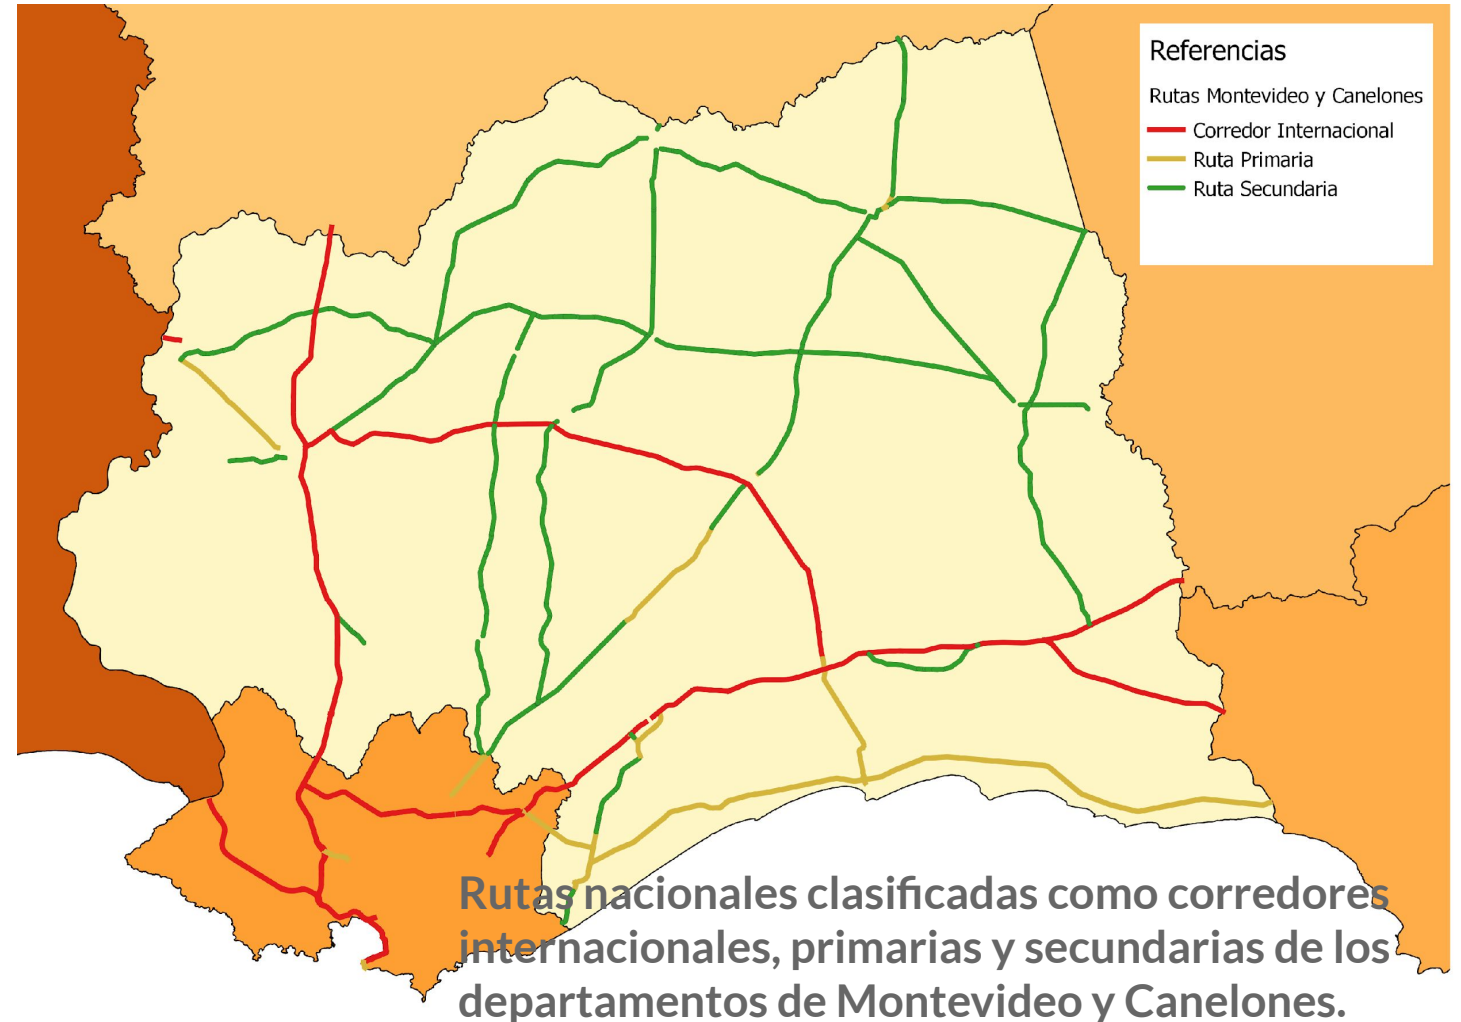 Referencias
Rutas Montevideo y Canelones
Corredor Internacional
Ruta Primaria
Ruta Secundaria
Rutas nacionales clasificadas como corredores
internacionales, primarias y secundarias de los
departamentos de Montevideo y Canelones.